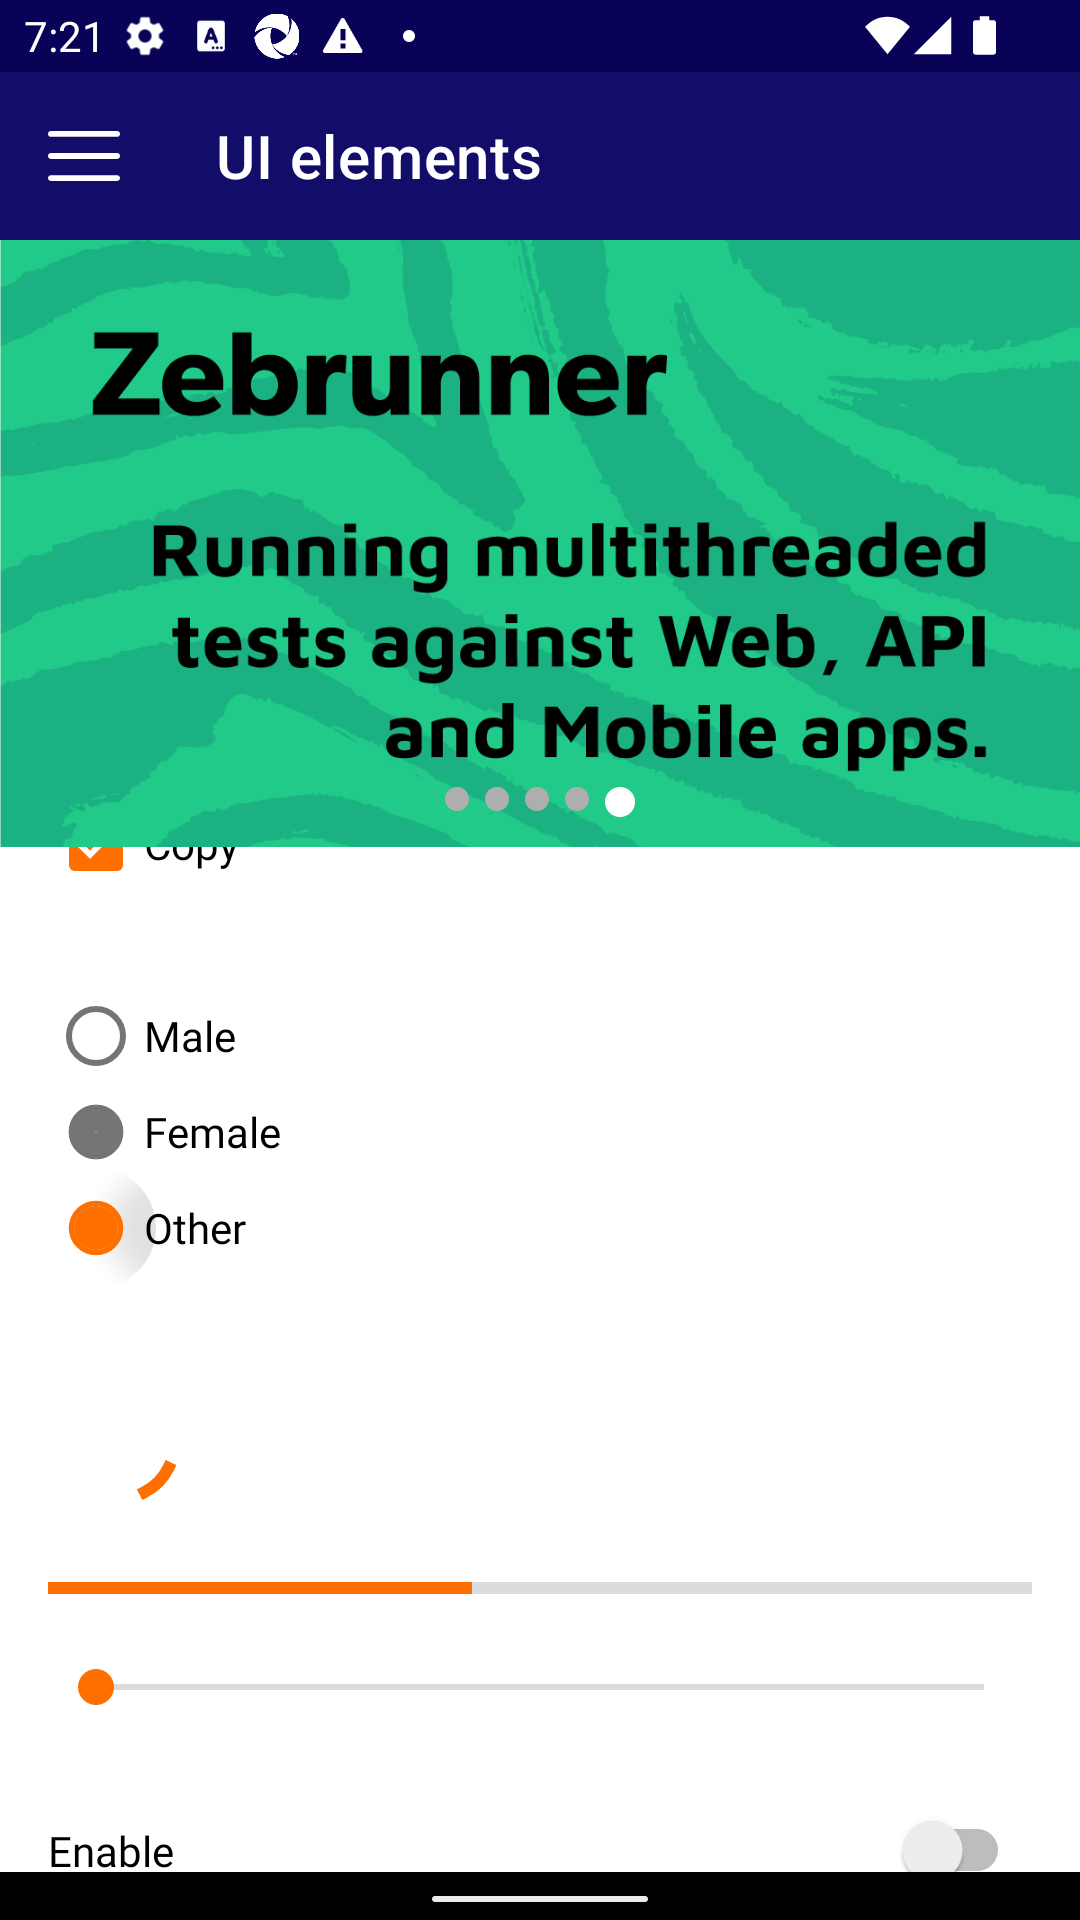 7:21
UI elements
Zebrunner
Running multithreaded
tests against Web, API
and Mobile apps.
Copy
Male
Female
Other
Enable